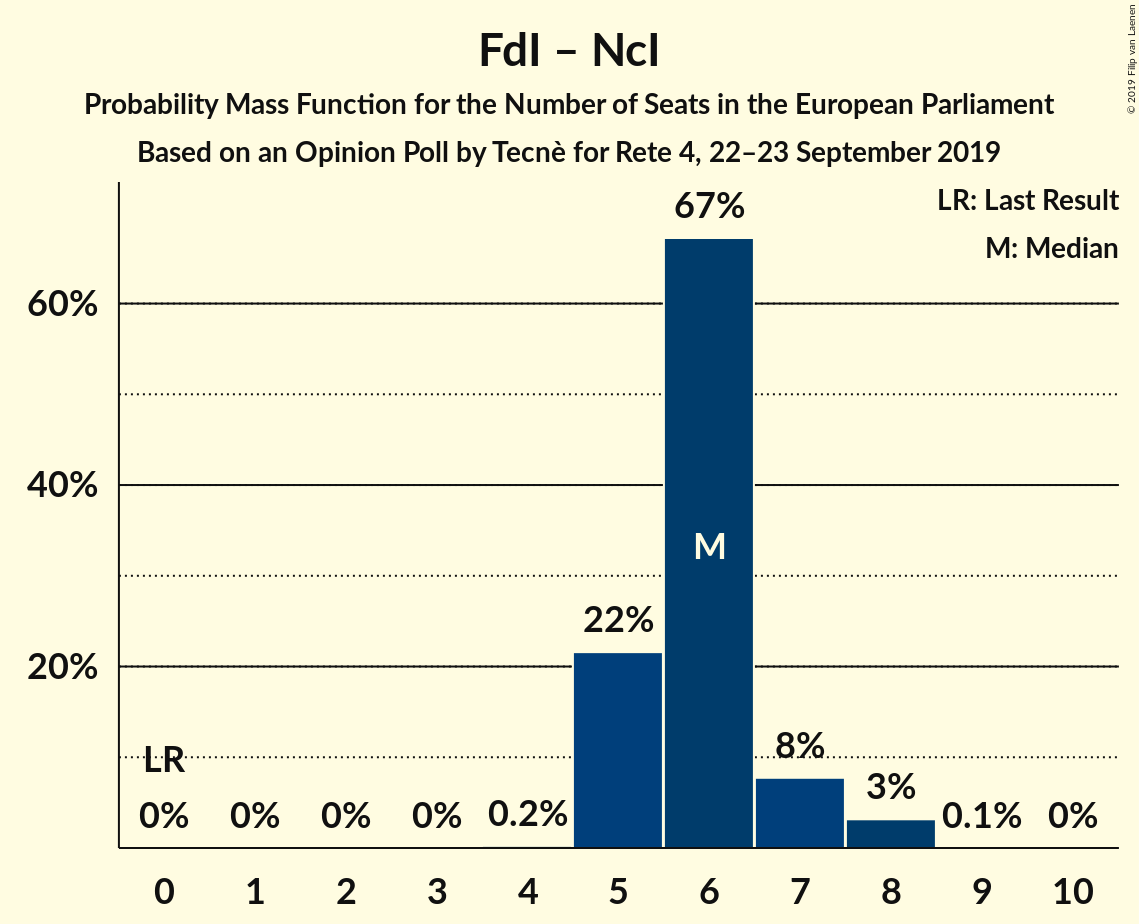 FdI – NcI
Probability Mass Function for the Number of Seats in the European Parliament
Based on an Opinion Poll by Tecnè for Rete 4, 22–23 September 2019
© 2019 Filip van Laenen
LR: Last Result
M: Median
67%
60%
40%
M
22%
20%
8%
LR
3%
0% 0% 0% 0% 0.2% 0.1% 0%
0 1 2 3 4 5 6 7 8 9 10